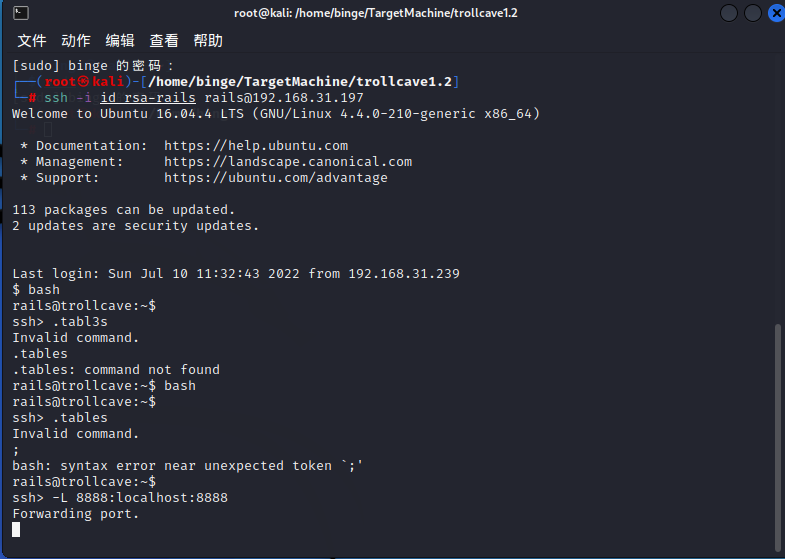 root@kali: /home/binge/TargetMachine/trollcave1.2
文件 动作 编辑 查看 帮助
[sudo] binge 的密码：
┌──(root㉿kali)-[/home/binge/TargetMachine/trollcave1.2]
└─# ssh -i id_rsa-rails rails@192.168.31.197
Welcome to Ubuntu 16.04.4 LTS (GNU/Linux 4.4.0-210-generic x86_64)
* Documentation:  https://help.ubuntu.com
* Management:     https://landscape.canonical.com
* Support:        https://ubuntu.com/advantage
113 packages can be updated.
2 updates are security updates.
Last login: Sun Jul 10 11:32:43 2022 from 192.168.31.239
$ bash
rails@trollcave:~$
ssh> .tabl3s
Invalid command.
.tables
.tables: command not found
rails@trollcave:~$ bash
rails@trollcave:~$
ssh> .tables
Invalid command.
;
bash: syntax error near unexpected token `;'
rails@trollcave:~$
ssh> -L 8888:localhost:8888
Forwarding port.